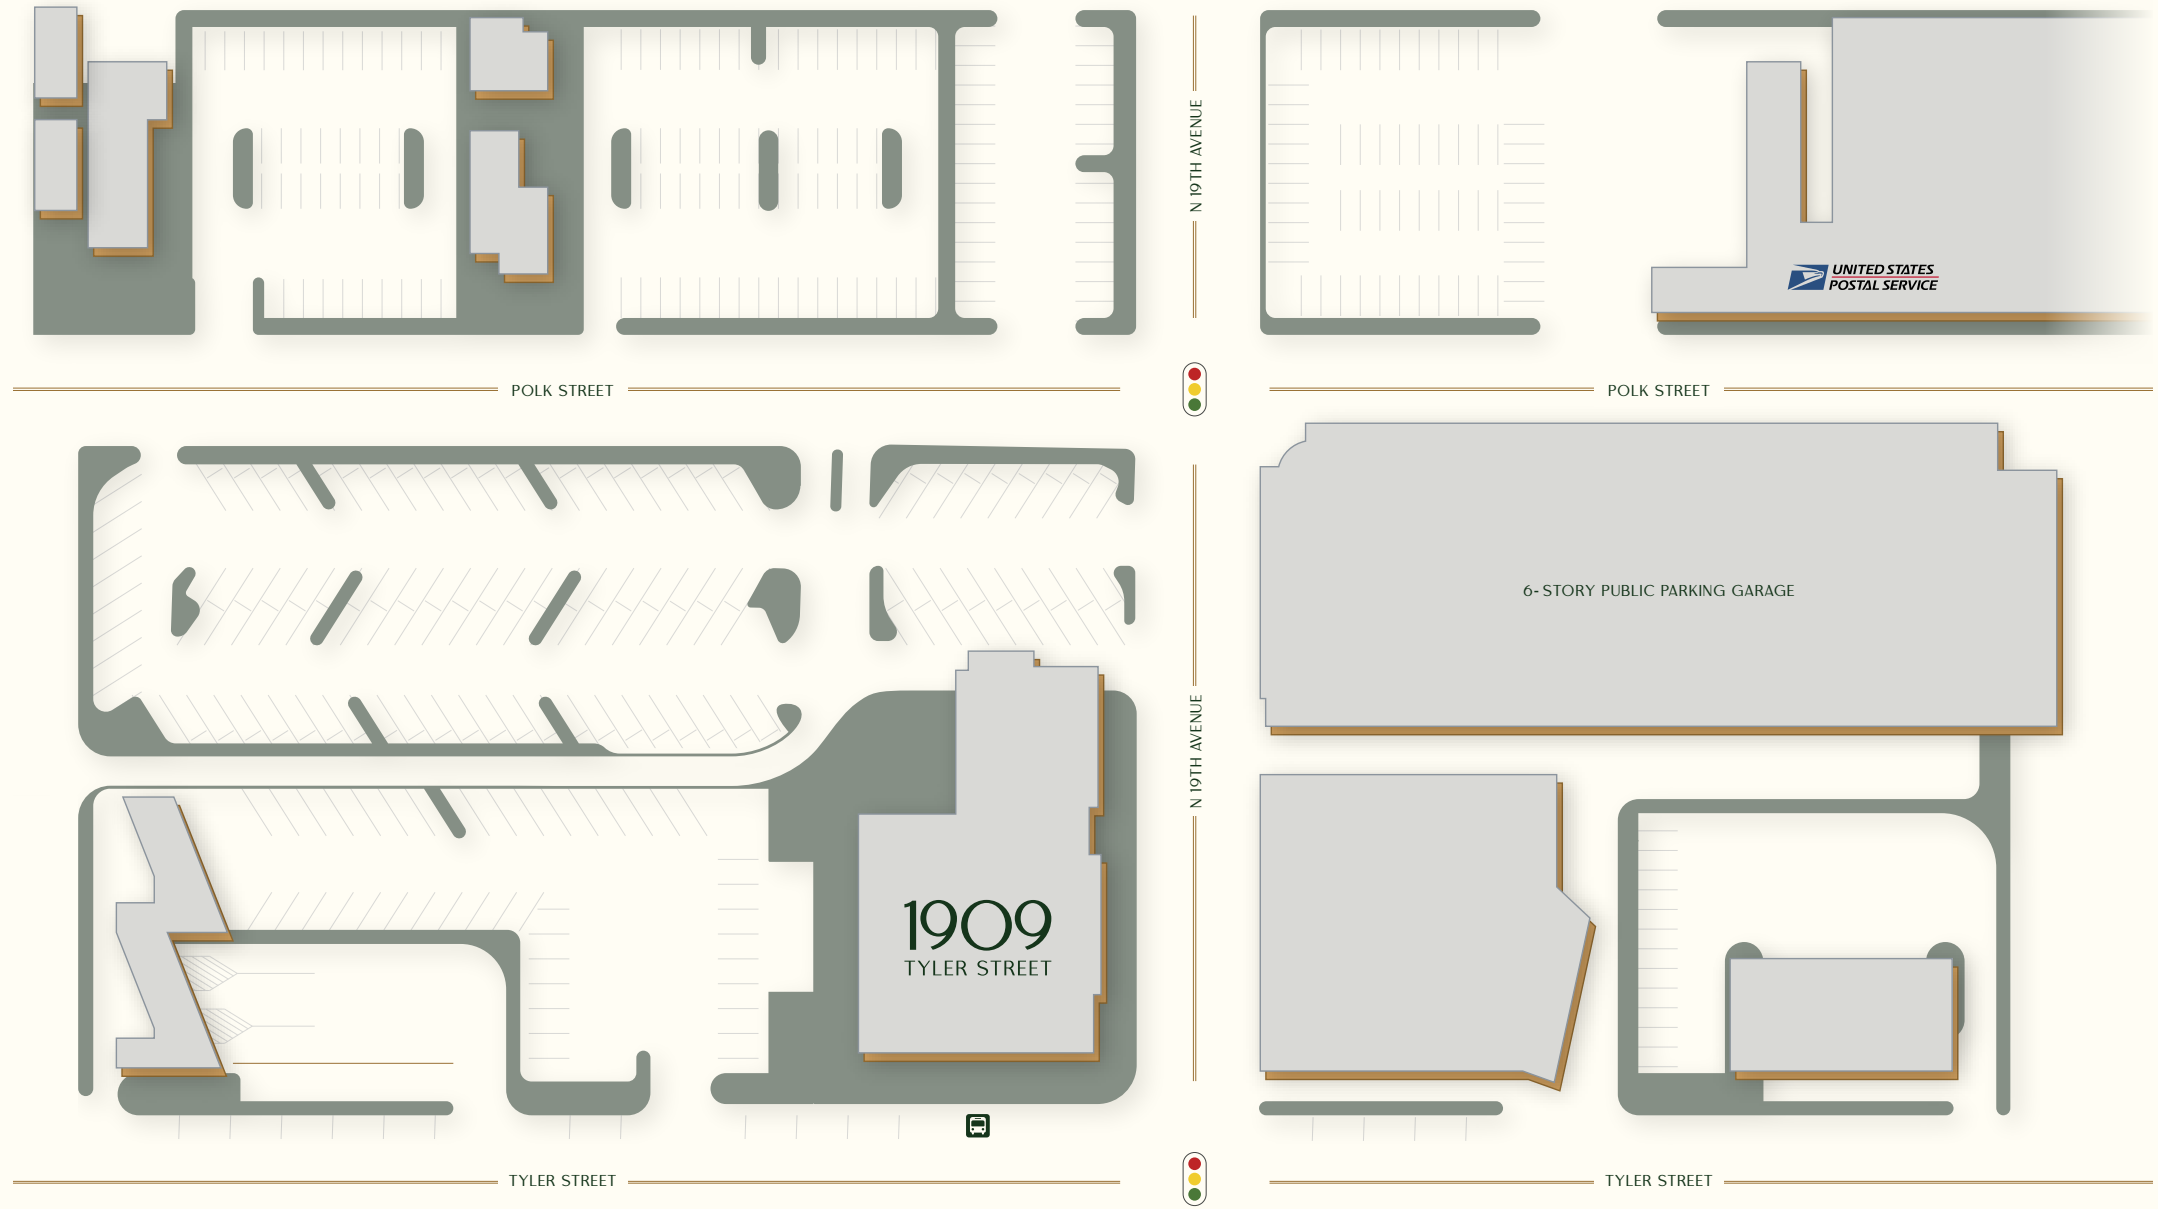 N 19TH AVENUE
UNITED STATES
POSTAL SERVICE
POLK STREET
POLK STREET
6-STORY PUBLIC PARKING GARAGE
N 19TH AVENUE
1909
TYLER STREET
TYLER STREET
TYLER STREET